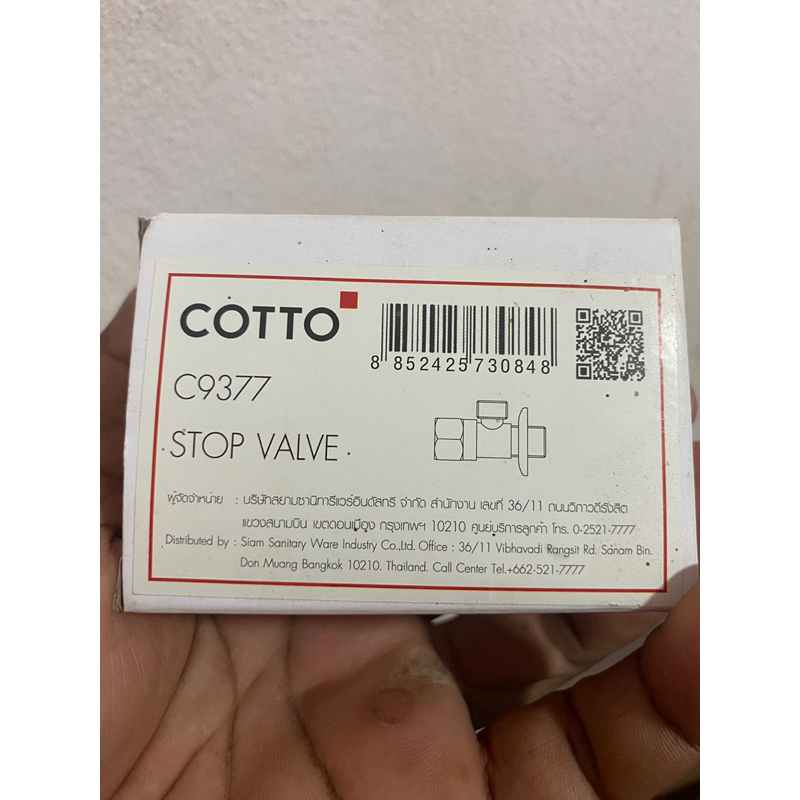 COTTO
8 852425 730848
C9377
STOP VALVE
ผู้จัดจำหน่าย : บริษัทสยามซานิทารีแวร์อินดัสทรี จำกัด สำนักงาน เลขที่ 36/11 ถนนวิภาวดีรังสิต
แขวงสนามบิน เขตดอนเมือง กรุงเทพฯ 10210 ศูนย์บริการลูกค้า โทร. 0-2521-7777
Distributed by : Siam Sanitary Ware Industry Co.,Ltd. Office : 36/11 Vibhavadi Rangsit Rd. Sanam Bin.
Don Muang Bangkok 10210. Thailand. Call Center Tel.+662-521-7777